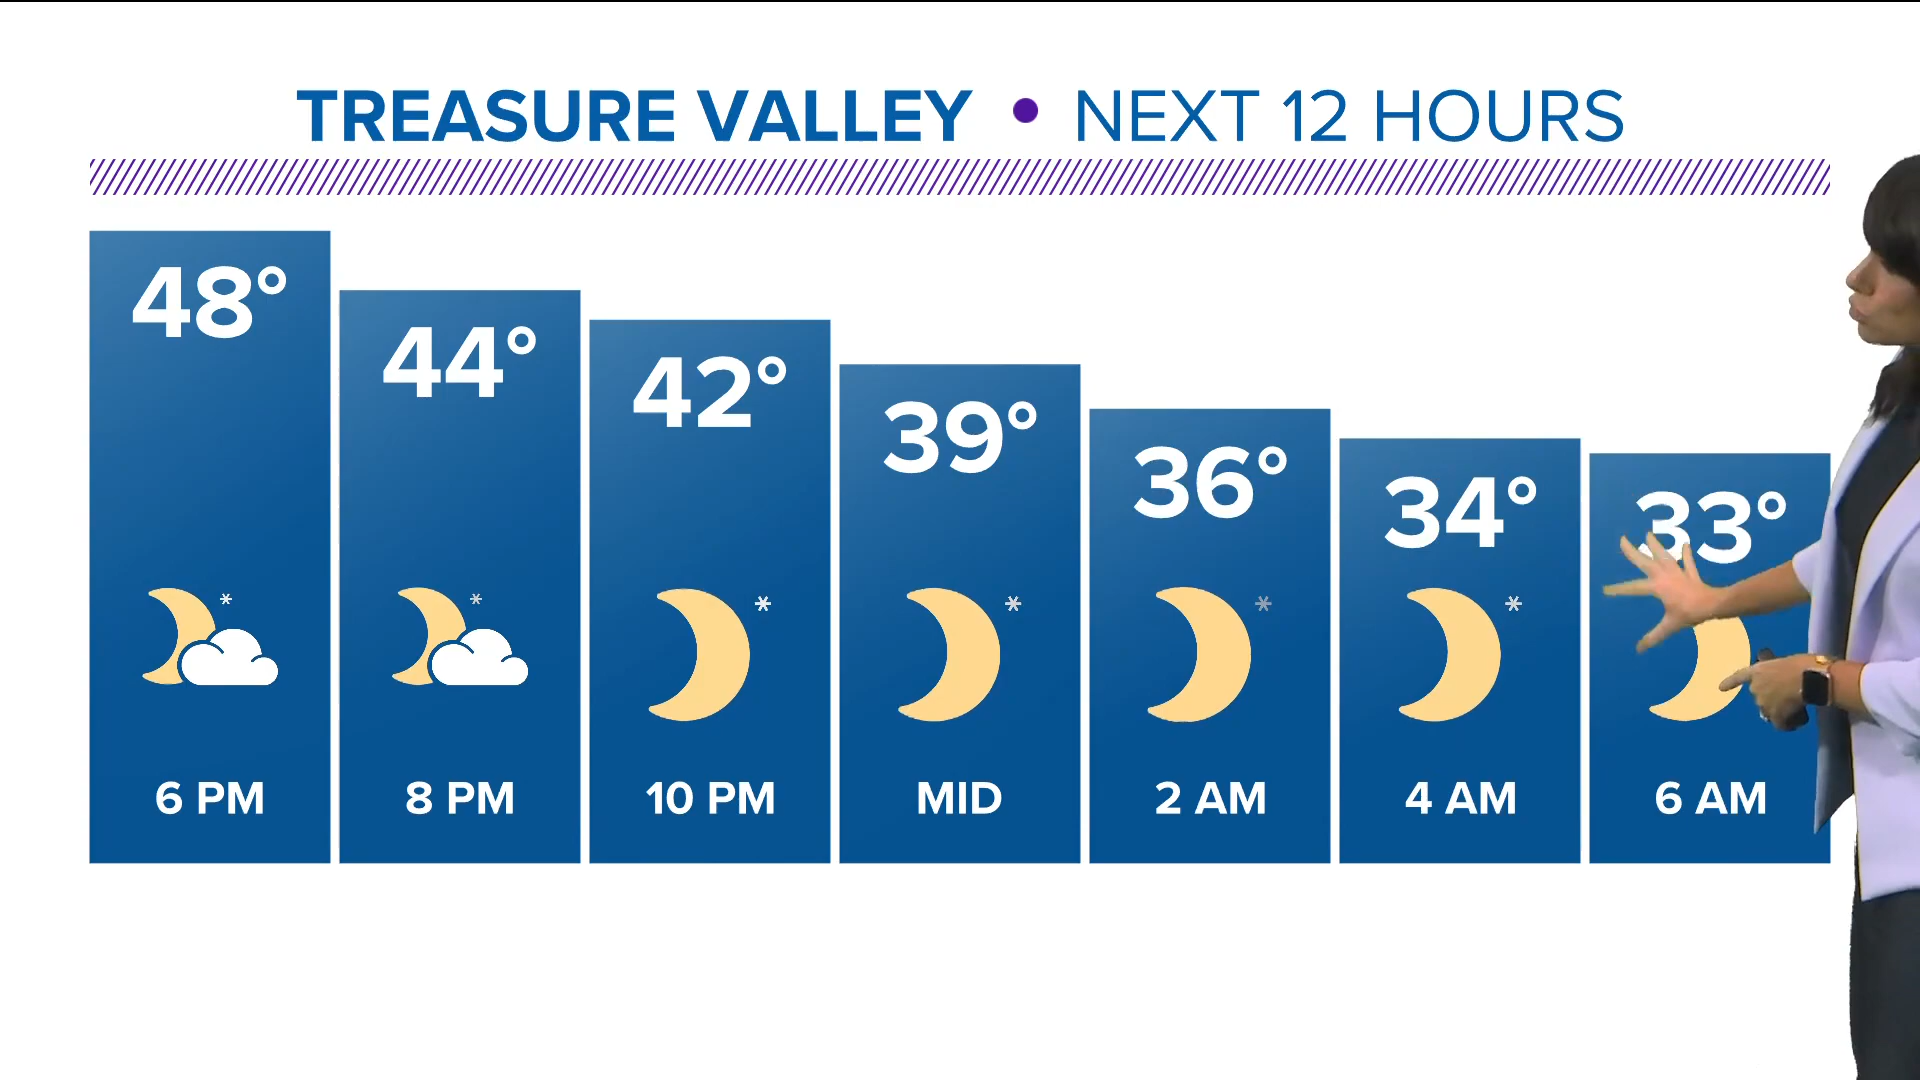 TREASURE VALLEY • NEXT 12 HOURS
48°
44°
42°
39°
36°
34°
33°
6 PM
8 PM
10 PM
MID
2 AM
4 AM
6 AM